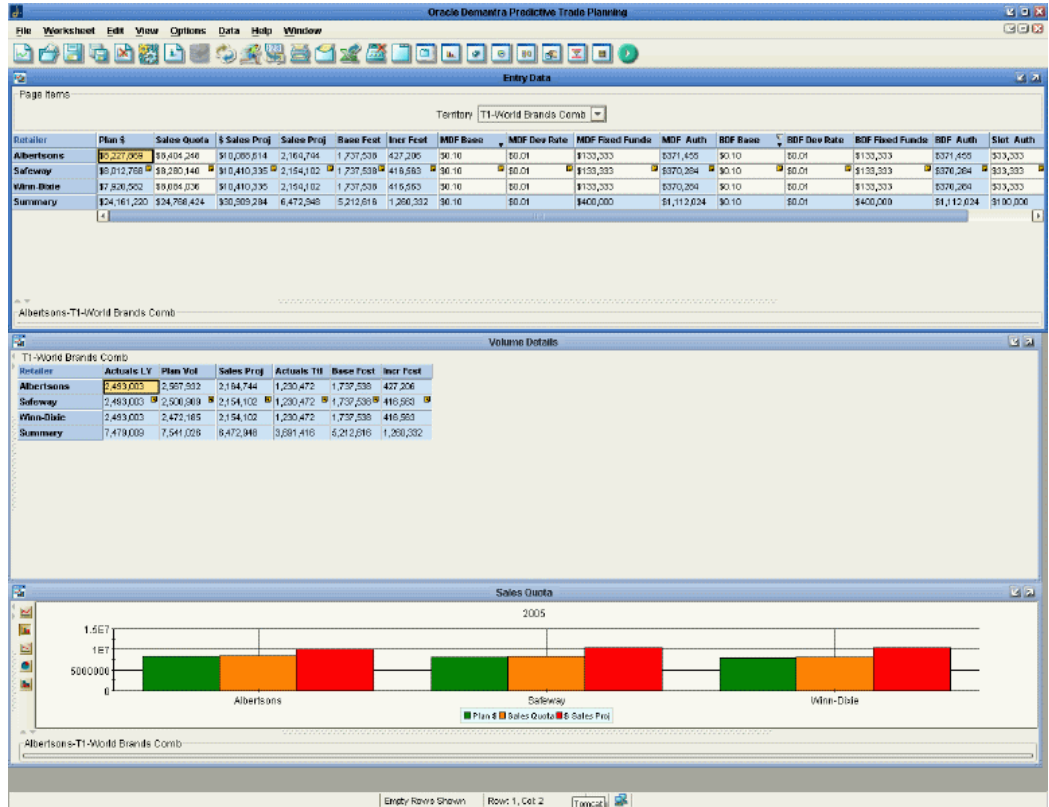 Oracle Demantra Predictive Trade Planning
File Worksheet Edit View Options Data Help Window
Entry Data
Page Items
Territory T1-World Brands Comb
Retailer Plan $ Sales Quota $ Sales Proj Sales Proj Base Fcst Incr Fcst MDF Base MDF Dev Rate MDF Fixed Funde MDF Auth BDF Base BDF Dev Rate BDF Fixed Funde BDF Auth Slot Auth
Albertsons $8,227,869 $8,404,248 2,164,744 1,737,538 427,206 $0.10 $0.01 $133,333 $371,455 $0.10 $0.01 $133,333 $371,455 $33,333
Safeway $8,012,768 $8,280,140 $10,410,335 2,154,102 1,737,538 416,563 $0.10 $0.01 $133,333 $370,284 $0.10 $0.01 $133,333 $370,284 $33,333
Winn-Dixie $7,920,582 $8,084,036 $10,410,335 2,154,102 1,737,538 416,563 $0.10 $0.01 $133,333 $370,284 $0.10 $0.01 $133,333 $370,284 $33,333
Summary $24,161,220 $24,768,424 $30,909,284 6,472,948 5,212,616 1,260,332 $0.10 $0.01 $400,000 $1,112,024 $0.10 $0.01 $400,000 $1,112,024 $100,000
Albertsons-T1-World Brands Comb
Volume Details
T1-World Brands Comb
Retailer Actuals LY Plan Vol Sales Proj Actuals Ttl Base Fcst Incr Fcst
Albertsons 2,493,003 2,567,932 2,164,744 1,230,472 1,737,538 427,206
Safeway 2,493,003 2,500,909 2,154,102 1,230,472 1,737,538 416,563
Winn-Dixie 2,493,003 2,472,185 2,154,102 1,230,472 1,737,538 416,563
Summary 7,479,009 7,541,026 6,472,948 3,691,416 5,212,616 1,260,332
Sales Quota
2005
1.5E7
1E7
5000000
0
Albertsons Safeway Winn-Dixie
Plan $ Sales Quota $ Sales Proj
Albertsons-T1-World Brands Comb
Empty Rows Shown Row: 1, Col: 2 Tomcat